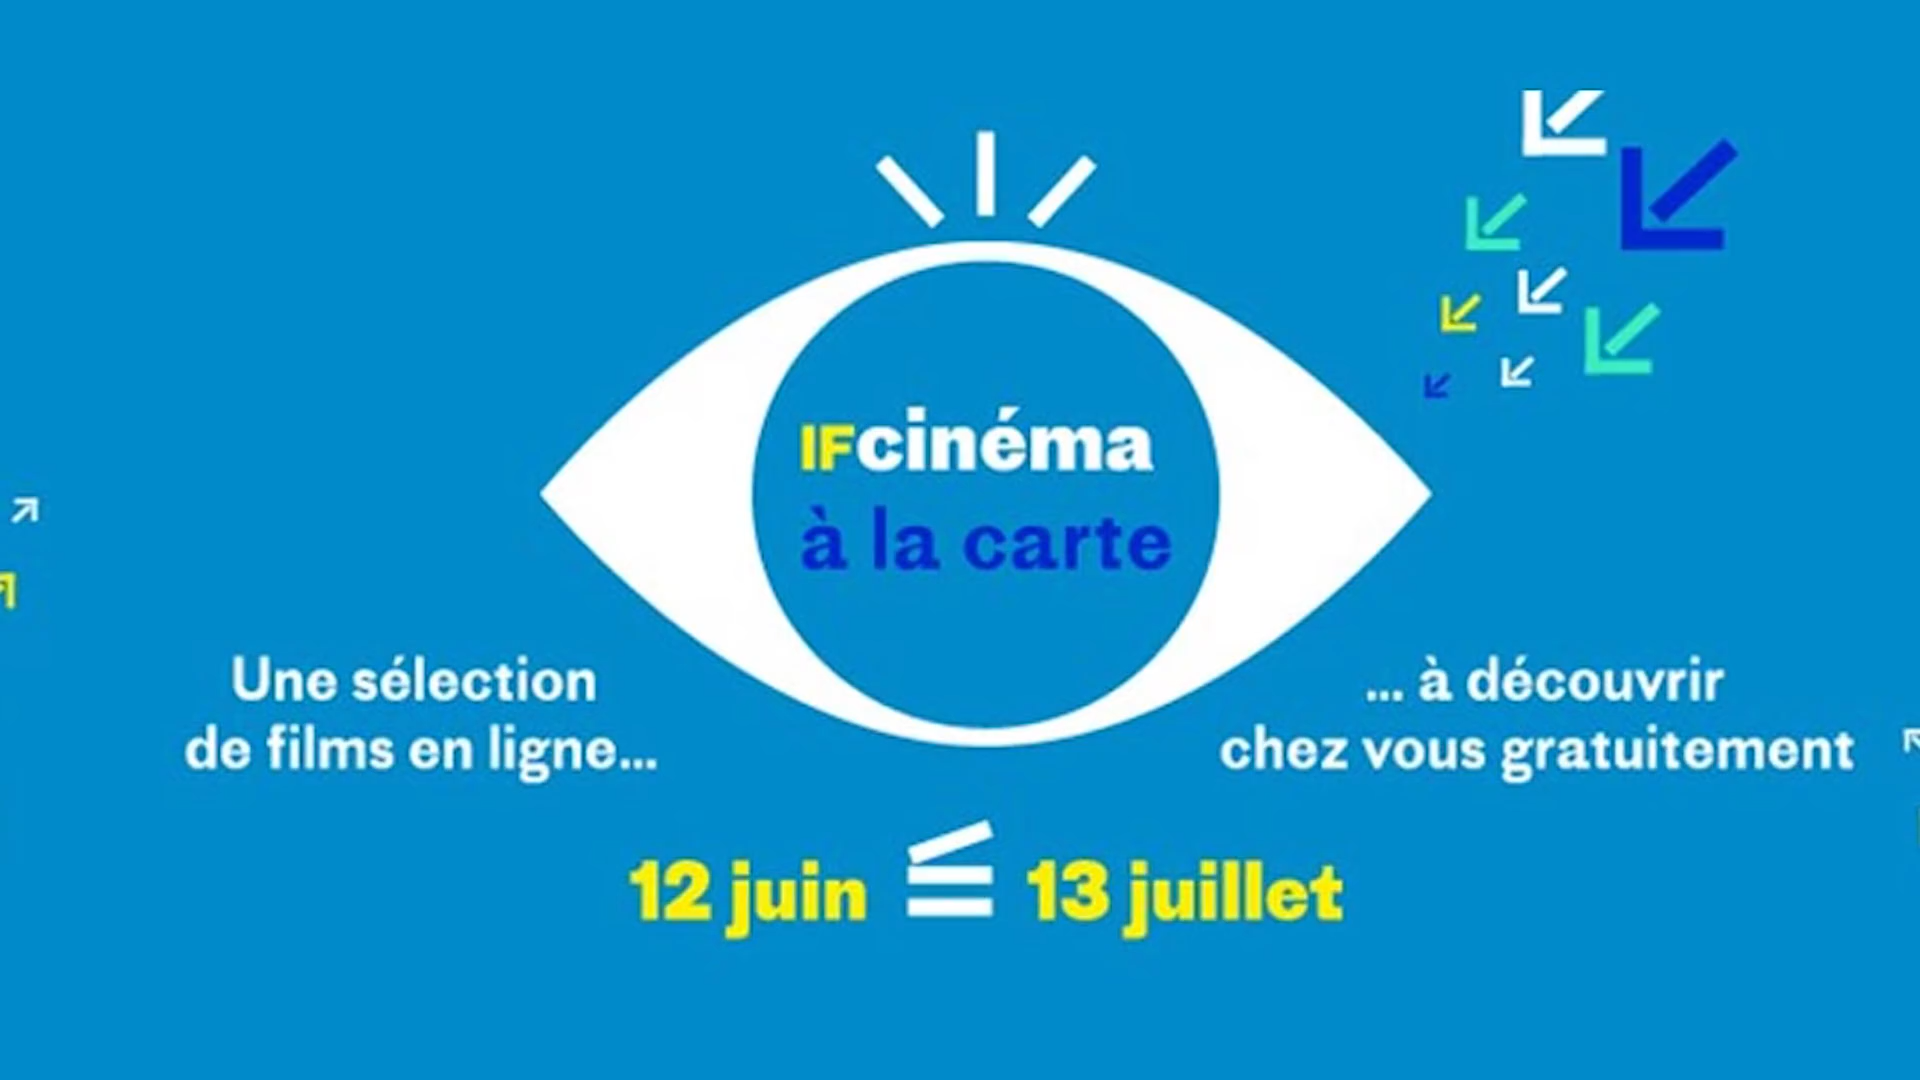 IFcinéma
à la carte
Une sélection
de films en ligne...
... à découvrir
chez vous gratuitement
12 juin
13 juillet